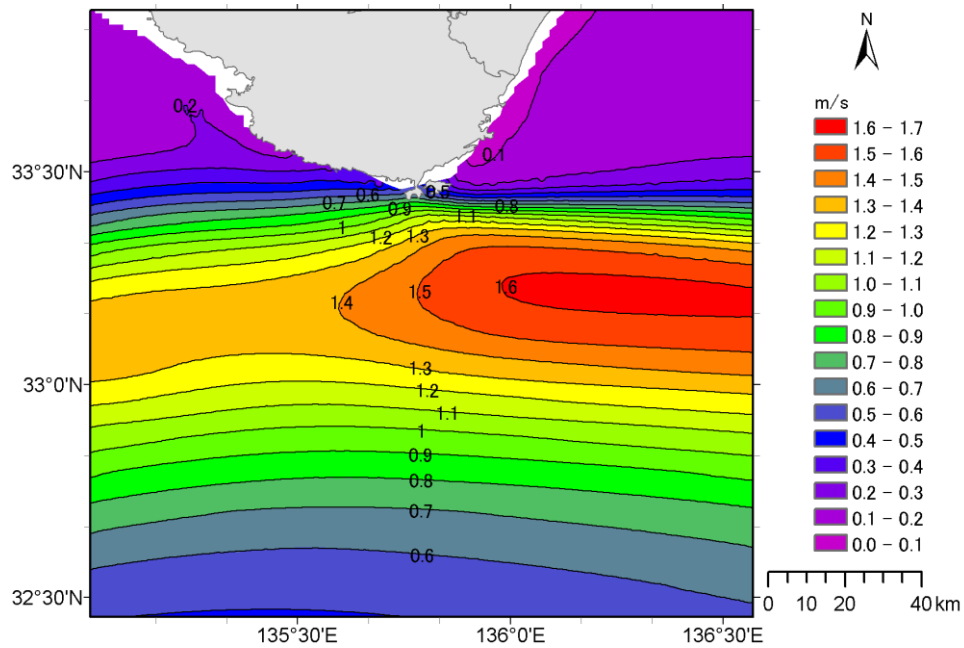 N
m/s
1.6 − 1.7
1.5 − 1.6
1.4 − 1.5
1.3 − 1.4
1.2 − 1.3
1.1 − 1.2
1.0 − 1.1
0.9 − 1.0
0.8 − 0.9
0.7 − 0.8
0.6 − 0.7
0.5 − 0.6
0.4 − 0.5
0.3 − 0.4
0.2 − 0.3
0.1 − 0.2
0.0 − 0.1
0 10 20 40 km
33°30'N
33°0'N
32°30'N
135°30'E 136°0'E 136°30'E
0.2
0.1
0.6 0.5
0.7 0.9 0.8
1.1
1 1.2 1.3
1.4 1.5 1.6
1.3
1.2
1.1
1
0.9
0.8
0.7
0.6